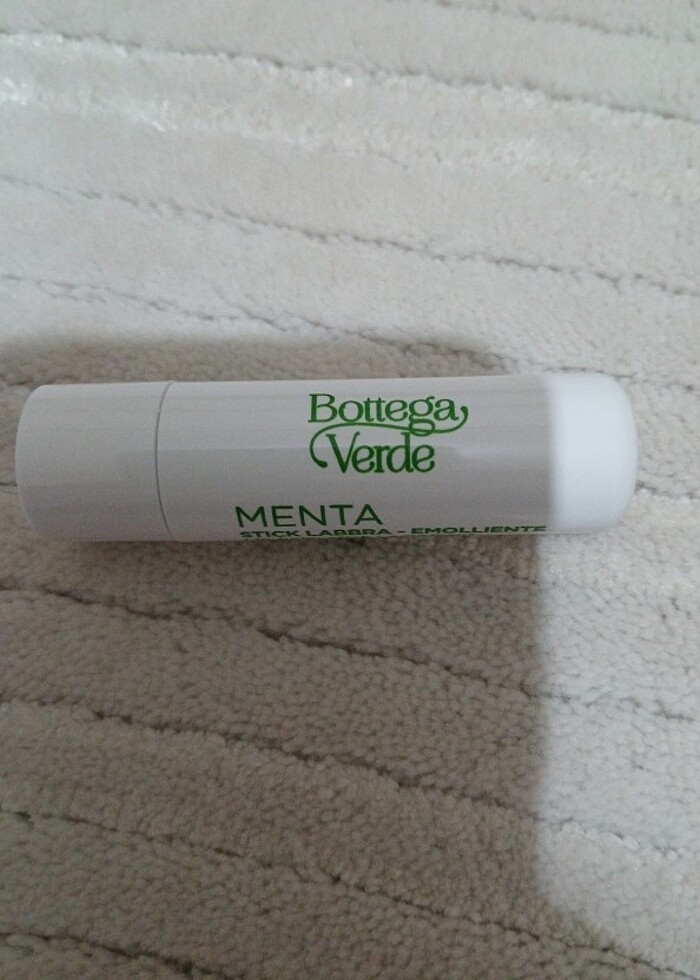 Bottega
Verde
MENTA
STICK LABBRA - EMOLLIENTE